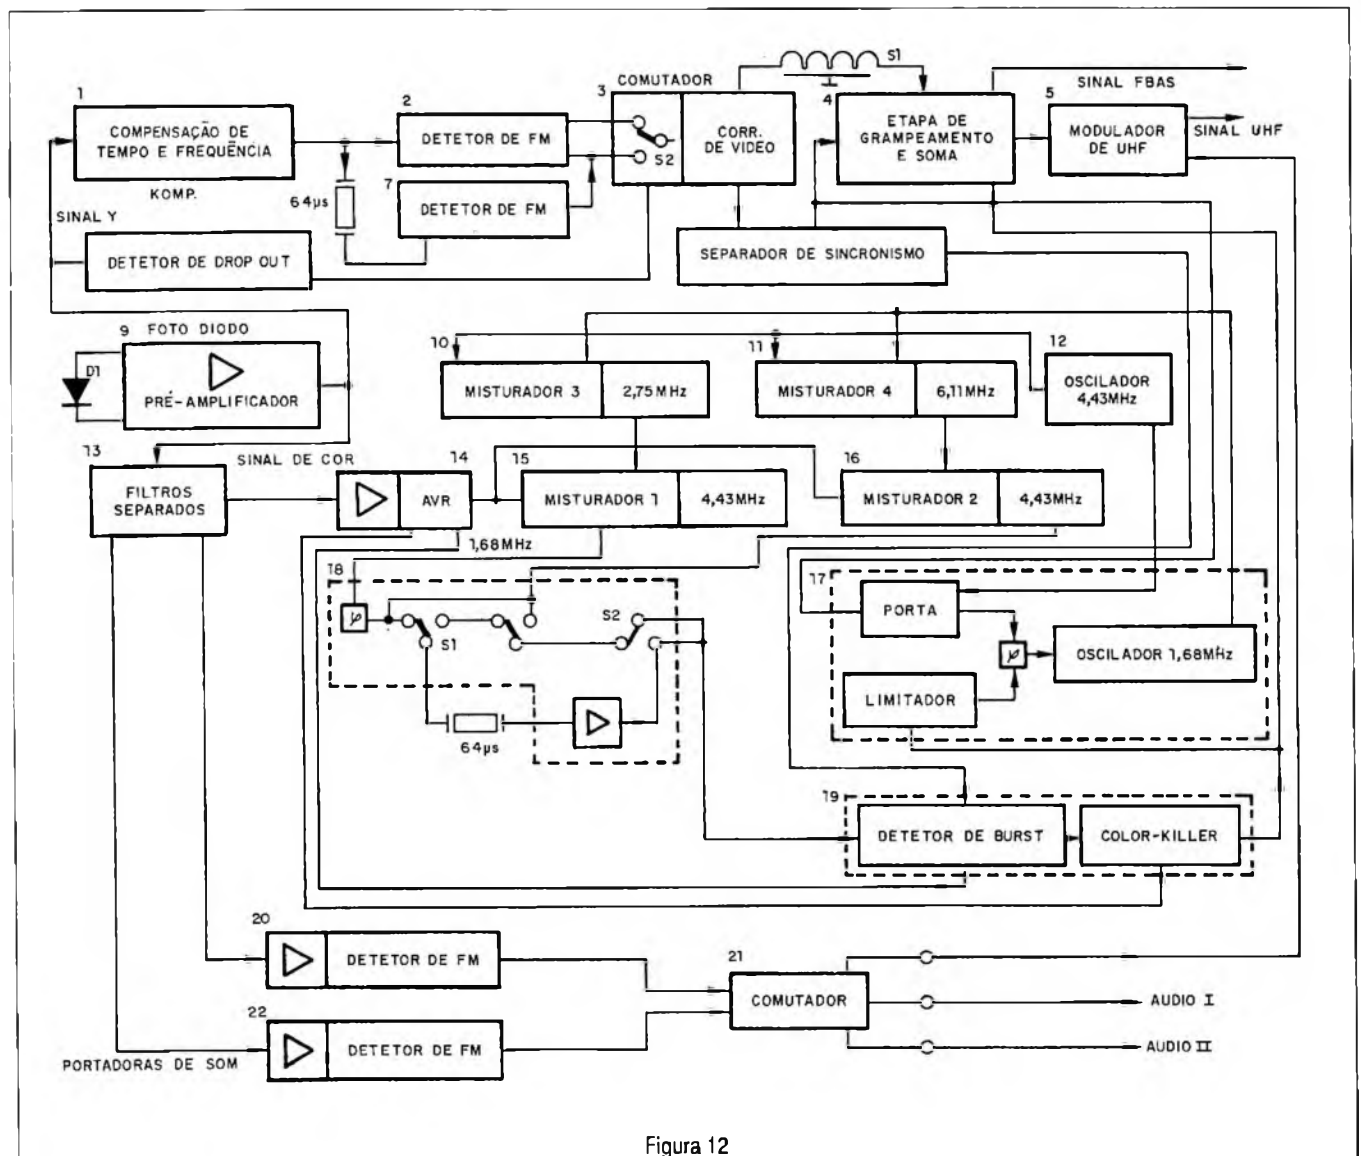 COMUTADOR
S1
SINAL FBAS
1
COMPENSAÇÃO DE
TEMPO E FREQUÊNCIA
KOMP.
2
DETETOR DE FM
3
S2
CORR.
DE VIDEO
4
ETAPA DE
GRAMPEAMENTO
E SOMA
5
MODULADOR
DE UHF
SINAL UHF
64µs
7
DETETOR DE FM
SINAL Y
DETETOR DE DROP OUT
SEPARADOR DE SINCRONISMO
9 FOTO DIODO
D1
PRÉ-AMPLIFICADOR
10
MISTURADOR 3
2,75MHz
11
MISTURADOR 4
6,11MHz
12
OSCILADOR
4,43MHz
13
FILTROS
SEPARADOS
SINAL DE COR
14
AVR
15
MISTURADOR 1
4,43MHz
16
MISTURADOR 2
4,43MHz
1,68MHz
18
φ
S1
S2
64µs
17
PORTA
φ
OSCILADOR 1,68MHz
LIMITADOR
19
DETETOR DE BURST
COLOR-KILLER
20
DETETOR DE FM
21
COMUTADOR
AUDIO I
AUDIO II
22
DETETOR DE FM
PORTADORAS DE SOM
Figura 12